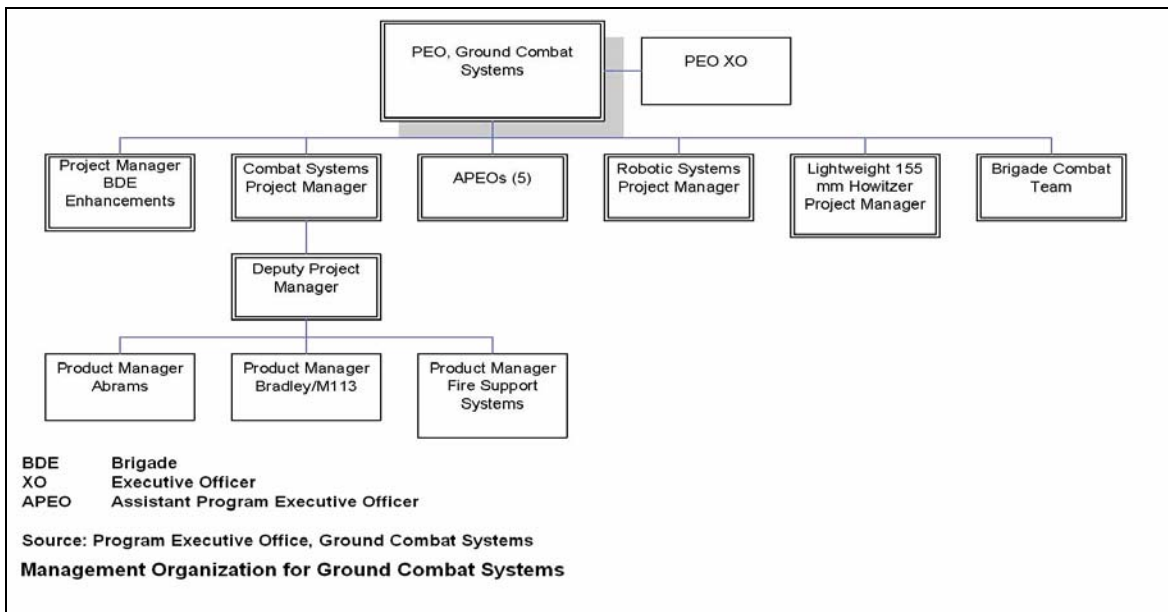 PEO, Ground Combat
Systems
PEO XO
Project Manager
BDE
Enhancements
Combat Systems
Project Manager
APEOs (5)
Robotic Systems
Project Manager
Lightweight 155
mm Howitzer
Project Manager
Brigade Combat
Team
Deputy Project
Manager
Product Manager
Abrams
Product Manager
Bradley/M113
Product Manager
Fire Support
Systems
BDE Brigade
XO Executive Officer
APEO Assistant Program Executive Officer
Source: Program Executive Office, Ground Combat Systems
Management Organization for Ground Combat Systems